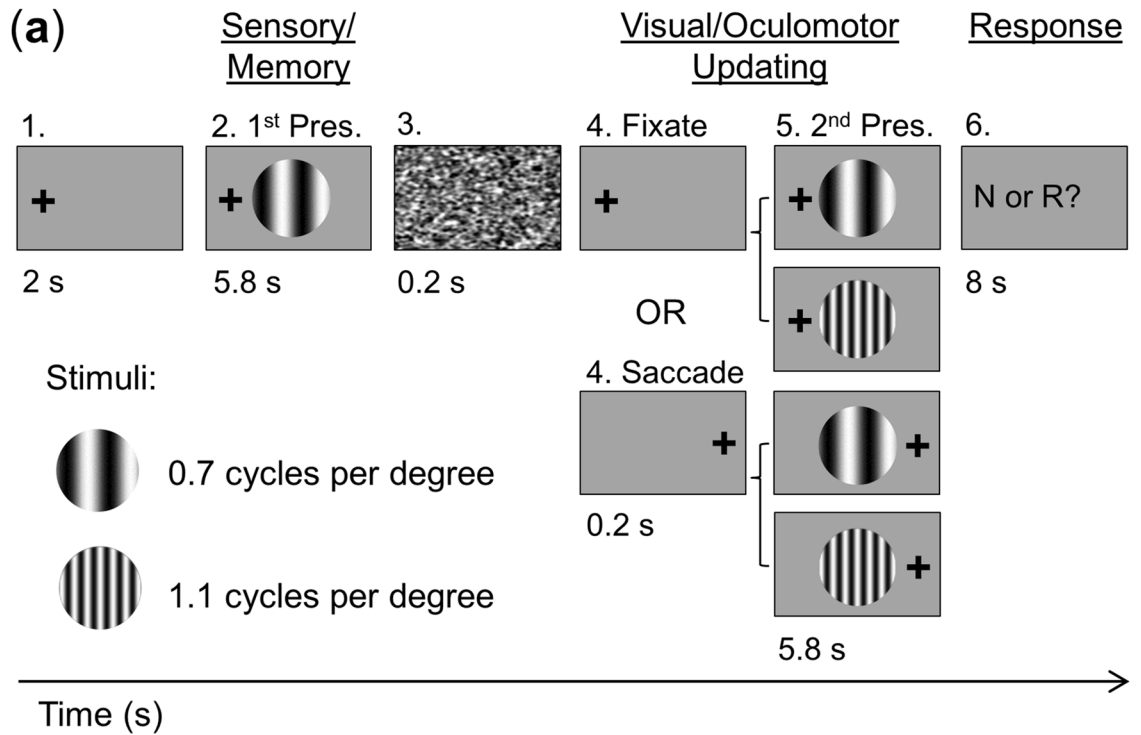 (a)
Sensory/
Memory
Visual/Oculomotor
Updating
Response
1.
2. 1st Pres.
3.
4. Fixate
5. 2nd Pres.
6.
N or R?
2 s
5.8 s
0.2 s
8 s
OR
4. Saccade
0.2 s
5.8 s
Stimuli:
0.7 cycles per degree
1.1 cycles per degree
Time (s)